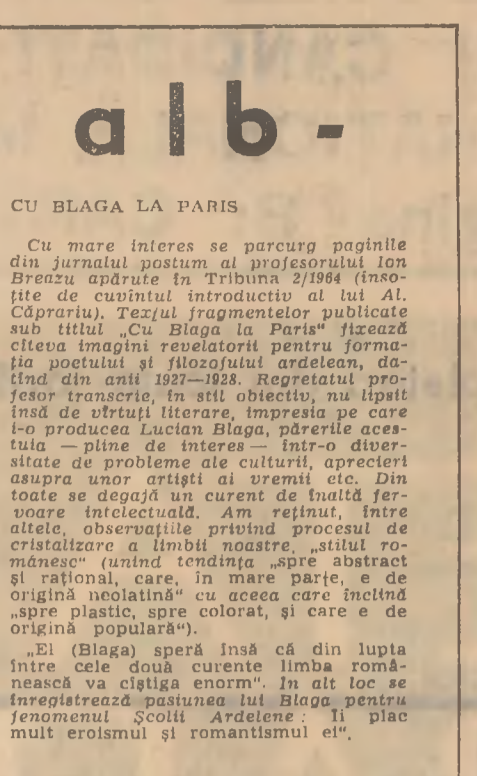 alb-
CU BLAGA LA PARIS
Cu mare interes se parcurg paginile
din jurnalul postum al profesorului Ion
Breazu apărute în Tribuna 2/1964 (înso-
țite de cuvîntul introductiv al lui Al.
Căprariu). Textul fragmentelor publicate
sub titlul „Cu Blaga la Paris“ fixează
cîteva imagini revelatorii pentru forma-
ția poetului și filozofului ardelean, da-
tînd din anii 1927—1928. Regretatul pro-
fesor transcrie, în stil obiectiv, nu lipsit
însă de vîrtuți literare, impresia pe care
i-o producea Lucian Blaga, părerile aces-
tuia — pline de interes — într-o diver-
sitate de probleme ale culturii, aprecieri
asupra unor artiști ai vremii etc. Din
toate se degajă un curent de înaltă fer-
voare intelectuală. Am reținut, între
altele, observațiile privind procesul de
cristalizare a limbii noastre, „stilul ro-
mânesc“ (unind tendința „spre abstract
și rațional, care, în mare parte, e de
origină neolatină“ cu aceea care înclină
„spre plastic, spre colorat, și care e de
origină populară“).
„El (Blaga) speră însă că din lupta
între cele două curente limba româ-
nească va cîștiga enorm“. In alt loc se
înregistrează pasiunea lui Blaga pentru
fenomenul Școlii Ardelene : Ii plac
mult eroismul și romantismul ei“.